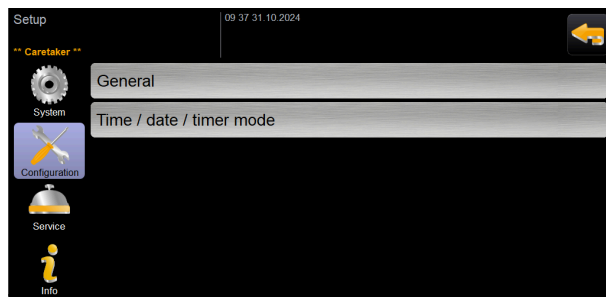 Setup
09 37 31.10.2024
** Caretaker **
General
System
Time / date / timer mode
Configuration
Service
Info